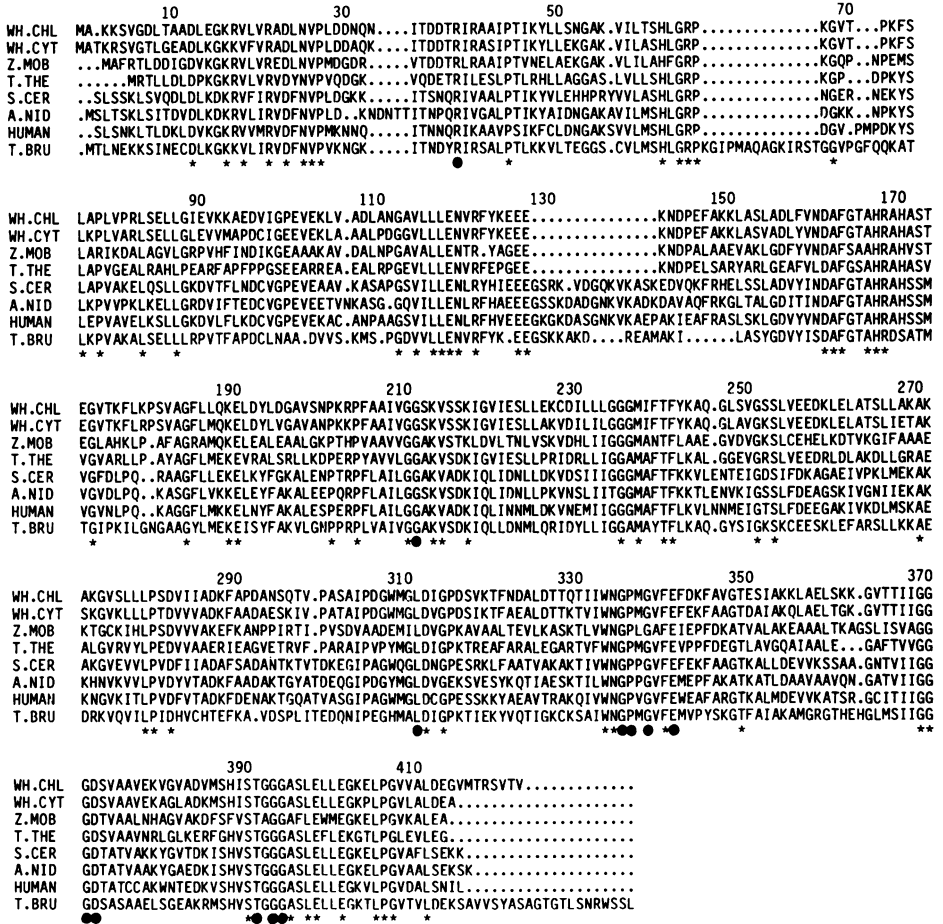 10 30 50 70
WH.CHL MA.KKSVGDLTAADLEGKRVLVRADLNVPLDDNQN....ITDDTRIRAAIPTIKYLLSNGAK.VILTSHLGRP...........KGVT...PKFS
WH.CYT MATKRSVGTLGEADLKGKKVFVRADLNVPLDDAQK....ITDDTRIRASIPTIKYLLEKGAK.VILASHLGRP...........KGVT...PKFS
Z.MOB ...MAFRTLDDIGDVKGKRVLVREDLNVPMDGDR.....VTDDTRLRAAIPTVNELAEKGAK.VLILAHFGRP...........KGQP..NPEMS
T.THE ......MRTLLDLDPKGKRVLVRVDYNVPVQDGK.....VQDETRILESLPTLRHLLAGGAS.LVLLSHLGRP...........KGP...DPKYS
S.CER ..SLSSKLSVQDLDLKDKRVFIRVDFNVPLDGKK.....ITSNQRIVAALPTIKYVLEHHPRYVVLASHLGRP...........NGER..NEKYS
A.NID .MSLTSKLSITDVDLKDKRVLIRVDFNVPLD..KNDNTTITNPQRIVGALPTIKYAIDNGAKAVILMSHLGRP...........DGKK..NPKYS
HUMAN ..SLSNKLTLDKLDVKGKRVVMRVDFNVPMKNNQ.....ITNNQRIKAAVPSIKFCLDNGAKSVVLMSHLGRP...........DGV.PMPDKYS
T.BRU .MTLNEKKSINECDLKGKRVLIRVDFNVPVKNGK.....ITNDYRIRSALPTLKKVLTEGGS.CVLMSHLGRPKGIPMAQAGKIRSTGGVPGFQQKAT
* * * * * * *** ● * * *** *
90 110 130 150 170
WH.CHL LAPLVPRLSELLGIEVKKAEDVIGPEVEKLV.ADLANGAVLLLENVRFYKEEE..............KNDPEFAKKLASLADLFVNDAFGTAHRAHAST
WH.CYT LKPLVARLSELLGLEVVMAPDCIGEEVEKLA.AALPDGGVLLLENVRFYKEEE..............KNDPEFAKKLASVADLYVNDAFGTAHRAHAST
Z.MOB LARIKDALAGVLGRPVHFINDIKGEAAAKAV.DALNPGAVALLENTR.YAGEE..............KNDPALAAEVAKLGDFYVNDAFSAAHRAHVST
T.THE LAPVGEALRAHLPEARFAPFPPGSEEARREA.EALRPGEVLLLENVRFEPGEE..............KNDPELSARYARLGEAFVLDAFGSAHRAHASV
S.CER LAPVAKELQSLLGKDVTFLNDCVGPEVEAAV.KASAPGSVILLENLRYHIEEEGSRK.VDGQKVKASKEDVQKFRHELSSLADVYINDAFGTAHRAHSSM
A.NID LKPVVPKLKELLGRDVIFTEDCVGPEVEETVNKASG.GQVILLENLRFHAEEEGSSKDADGNKVKADKDAVAQFRKGLTALGDITINDAFGTAHRAHSSM
HUMAN LEPVAVELKSLLGKDVLFLKDCVGPEVEKAC.ANPAAGSVILLENLRFHVEEEGKGKDASGNKVKAEPAKIEAFRASLSKLGDVYVNDAFGTAHRAHSSM
T.BRU LKPVAKALSELLLRPVTFAPDCLNAA.DVVS.KMS.PGDVVLLENVRFYK.EEGSKKAKD....REAMAKI.....LASYGDVYISDAFGTAHRDSATM
* * * * * * ***** * ** **** ***
190 210 230 250 272
WH.CHL EGVTKFLKPSVAGFLLQKELDYLDGAVSNPKRPFAAIVGGSKVSSKIGVIESLLEKCDILLLGGGMIFTFYKAQ.GLSVGSSLVEEDKLELATSLLAKAK
WH.CYT EGVTKFLRPSVAGFLMQKELDYLVGAVANPKKPFAAIVGGSKVSSKIGVIESLLAKVDILILGGGMIFTFYKAQ.GLAVGKSLVEEDKLELATSLIETAK
Z.MOB EGLAHKLP.AFAGRAMQKELEALEAALGKPTHPVAAVVGGAKVSTKLDVLTNLVSKVDHLIIGGGMANTFLAAE.GVDVGKSLCEHELKDTVKGIFAAAE
T.THE VGVARLLP.AYAGFLMEKEVRALSRLLKDPERPYAVVLGGAKVSDKIGVIESLLPRIDRLLIGGAMAFTFLKAL.GGEVGRSLVEEDRLDLAKDLLGRAE
S.CER VGFDLPQ..RAAGFLLEKELKYFGKALENPTRPFLAILGGAKVADKIQLIDNLLDKVDSIIIGGGMAFTFKKVLENTEIGDSIFDKAGAEIVPKLMEKAK
A.NID VGVDLPQ..KASGFLVKKELEYFAKALEEPQRPFLAILGGSKVSDKIQLIDNLLPKVNSLIITGGMAFTFKKTLENVKIGSSLFDEAGSKIVGNIIEKAK
HUMAN VGVNLPQ..KAGGFLMKKELNYFAKALESPERPFLAILGGAKVADKIQLINNMLDKVNEMIIGGGMAFTFLKVLNNMEIGTSLFDEEGAKIVKDLMSKAE
T.BRU TGIPKILGNGAAGYLMEKEISYFAKVLGNPPRPLVAIVGGAKVSDKIQLLDNMLQRIDYLLIGGAMAYTFLKAQ.GYSIGKSKCEESKLEFARSLLKKAE
* * ** * * *● * * * ** * * *
290 312 330 350 370
WH.CHL AKGVSLLLPSDVIIADKFAPDANSQTV.PASAIPDGWMGLDIGPDSVKTFNDALDTTQTIIWNGPMGVFEFDKFAVGTESIAKKLAELSKK.GVTTIIGG
WH.CYT SKGVKLLLPTDVVVADKFAADAESKIV.PATAIPDGWMGLDVGPDSIKTFAEALDTTKTVIWNGPMGVFEFEKFAAGTDAIAKQLAELTGK.GVTTIIGG
Z.MOB KTGCKIHLPSDVVVAKEFKANPPIRTI.PVSDVAADEMILDVGPKAVAALTEVLKASKTLVWNGPLGAFEIEPFDKATVALAKEAAALTKAGSLISVAGG
T.THE ALGVRVYLPEDVVAAERIEAGVETRVF.PARAIPVPYMGLDIGPKTREAFARALEGARTVFWNGPMGVFEVPPFDEGTLAVGQAIAALE...GAFTVVGG
S.CER AKGVEVVLPVDFIIADAFSADANTKTVTDKEGIPAGWQGLDNGPESRKLFAATVAKAKTIVWNGPPGVFEFEKFAAGTKALLDEVVKSSAA.GNTVIIGG
A.NID KHNVKVVLPVDYVTADKFAADAKTGYATDEQGIPDGYMGLDVGEKSVESYKQTIAESKTILWNGPPGVFEMEPFAKATKATLDAAVAAVQN.GATVIIGG
HUMAN KNGVKITLPVDFVTADKFDENAKTGQATVASGIPAGWMGLDCGPESSKKYAEAVTRAKQIVWNGPVGVFEWEAFARGTKALMDEVVKATSR.GCITIIGG
T.BRU DRKVQVILPIDHVCHTEFKA.VDSPLITEDQNIPEGHMALDIGPKTIEKYVQTIGKCKSAIWNGPMGVFEMVPYSKGTFAIAKAMGRGTHEHGLMSIIGG
** * ●* * **●● ● *● * **
390 410
WH.CHL GDSVAAVEKVGVADVMSHISTGGGASLELLEGKELPGVVALDEGVMTRSVTV............
WH.CYT GDSVAAVEKAGLADKMSHISTGGGASLELLEGKPLPGVLALDEA....................
Z.MOB GDTVAALNHAGVAKDFSFVSTAGGAFLEWMEGKELPGVKALEA.....................
T.THE GDSVAAVNRLGLKERFGHVSTGGGASLEFLEKGTLPGLEVLEG.....................
S.CER GDTATVAKKYGVTDKISHVSTGGGASLELLEGKELPGVAFLSEKK...................
A.NID GDTATVAAKYGAEDKISHVSTGGGASLELLEGKELPGVAALSEKSK..................
HUMAN GDTATCCAKWNTEDKVSHVSTGGGASLELLEGKVLPGVDALSNIL...................
T.BRU GDSASAAELSGEAKRMSHVSTGGGASLELLEGKTLPGVTVLDEKSAVVSYASAGTGTLSNRWSSL
●● *● ●●* ** * *** *